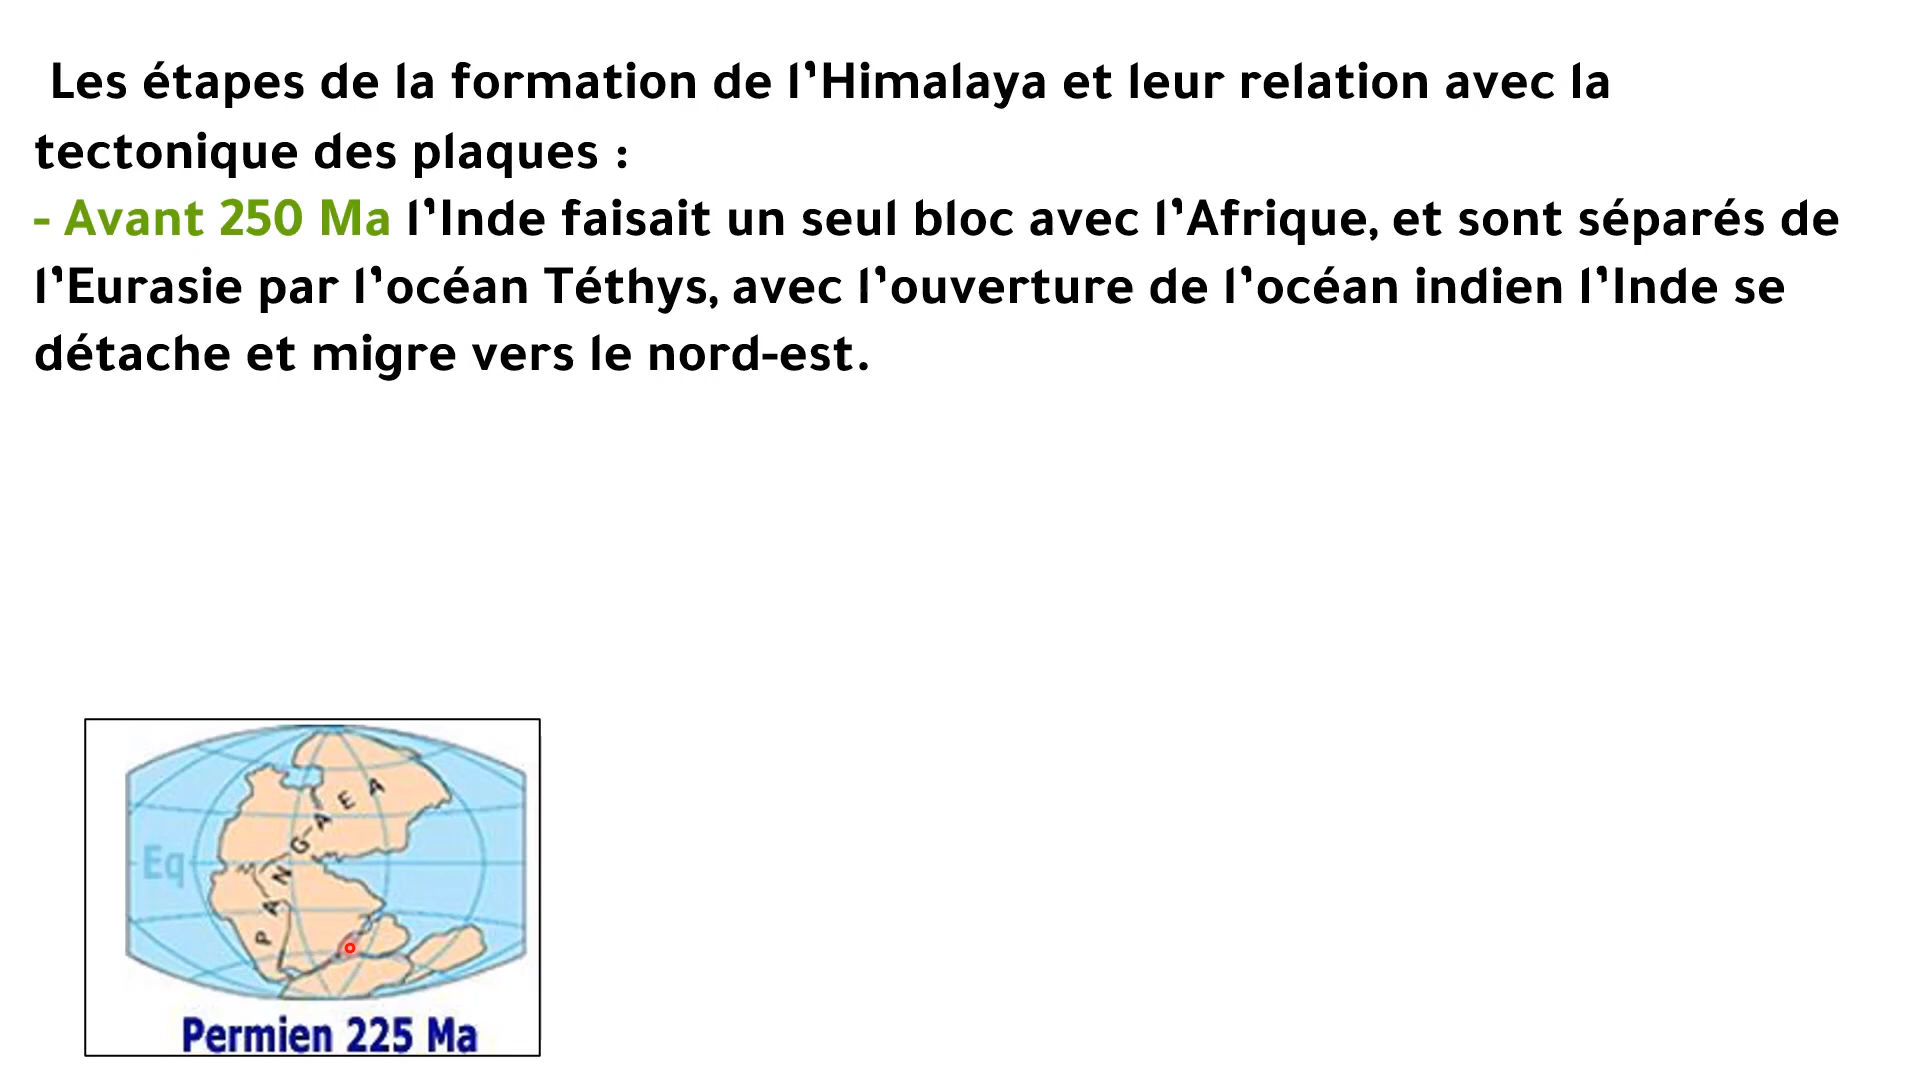 Les étapes de la formation de l'Himalaya et leur relation avec la
tectonique des plaques :
- Avant 250 Ma l'Inde faisait un seul bloc avec l'Afrique, et sont séparés de
l'Eurasie par l'océan Téthys, avec l'ouverture de l'océan indien l'Inde se
détache et migre vers le nord-est.
PANGAEA
Eq
Permien 225 Ma